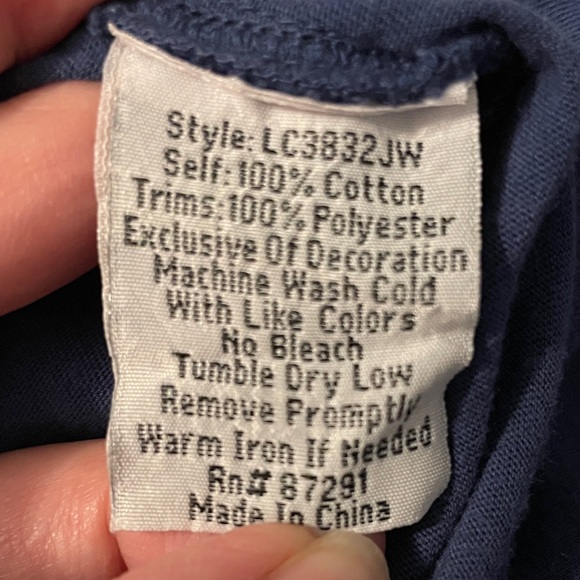 Style: LC3832JW
Self: 100% Cotton
Trims: 100% Polyester
Exclusive Of Decoration
Machine Wash Cold
With Like Colors
No Bleach
Tumble Dry Low
Remove Promptly
Warm Iron If Needed
Rn# 87291
Made In China